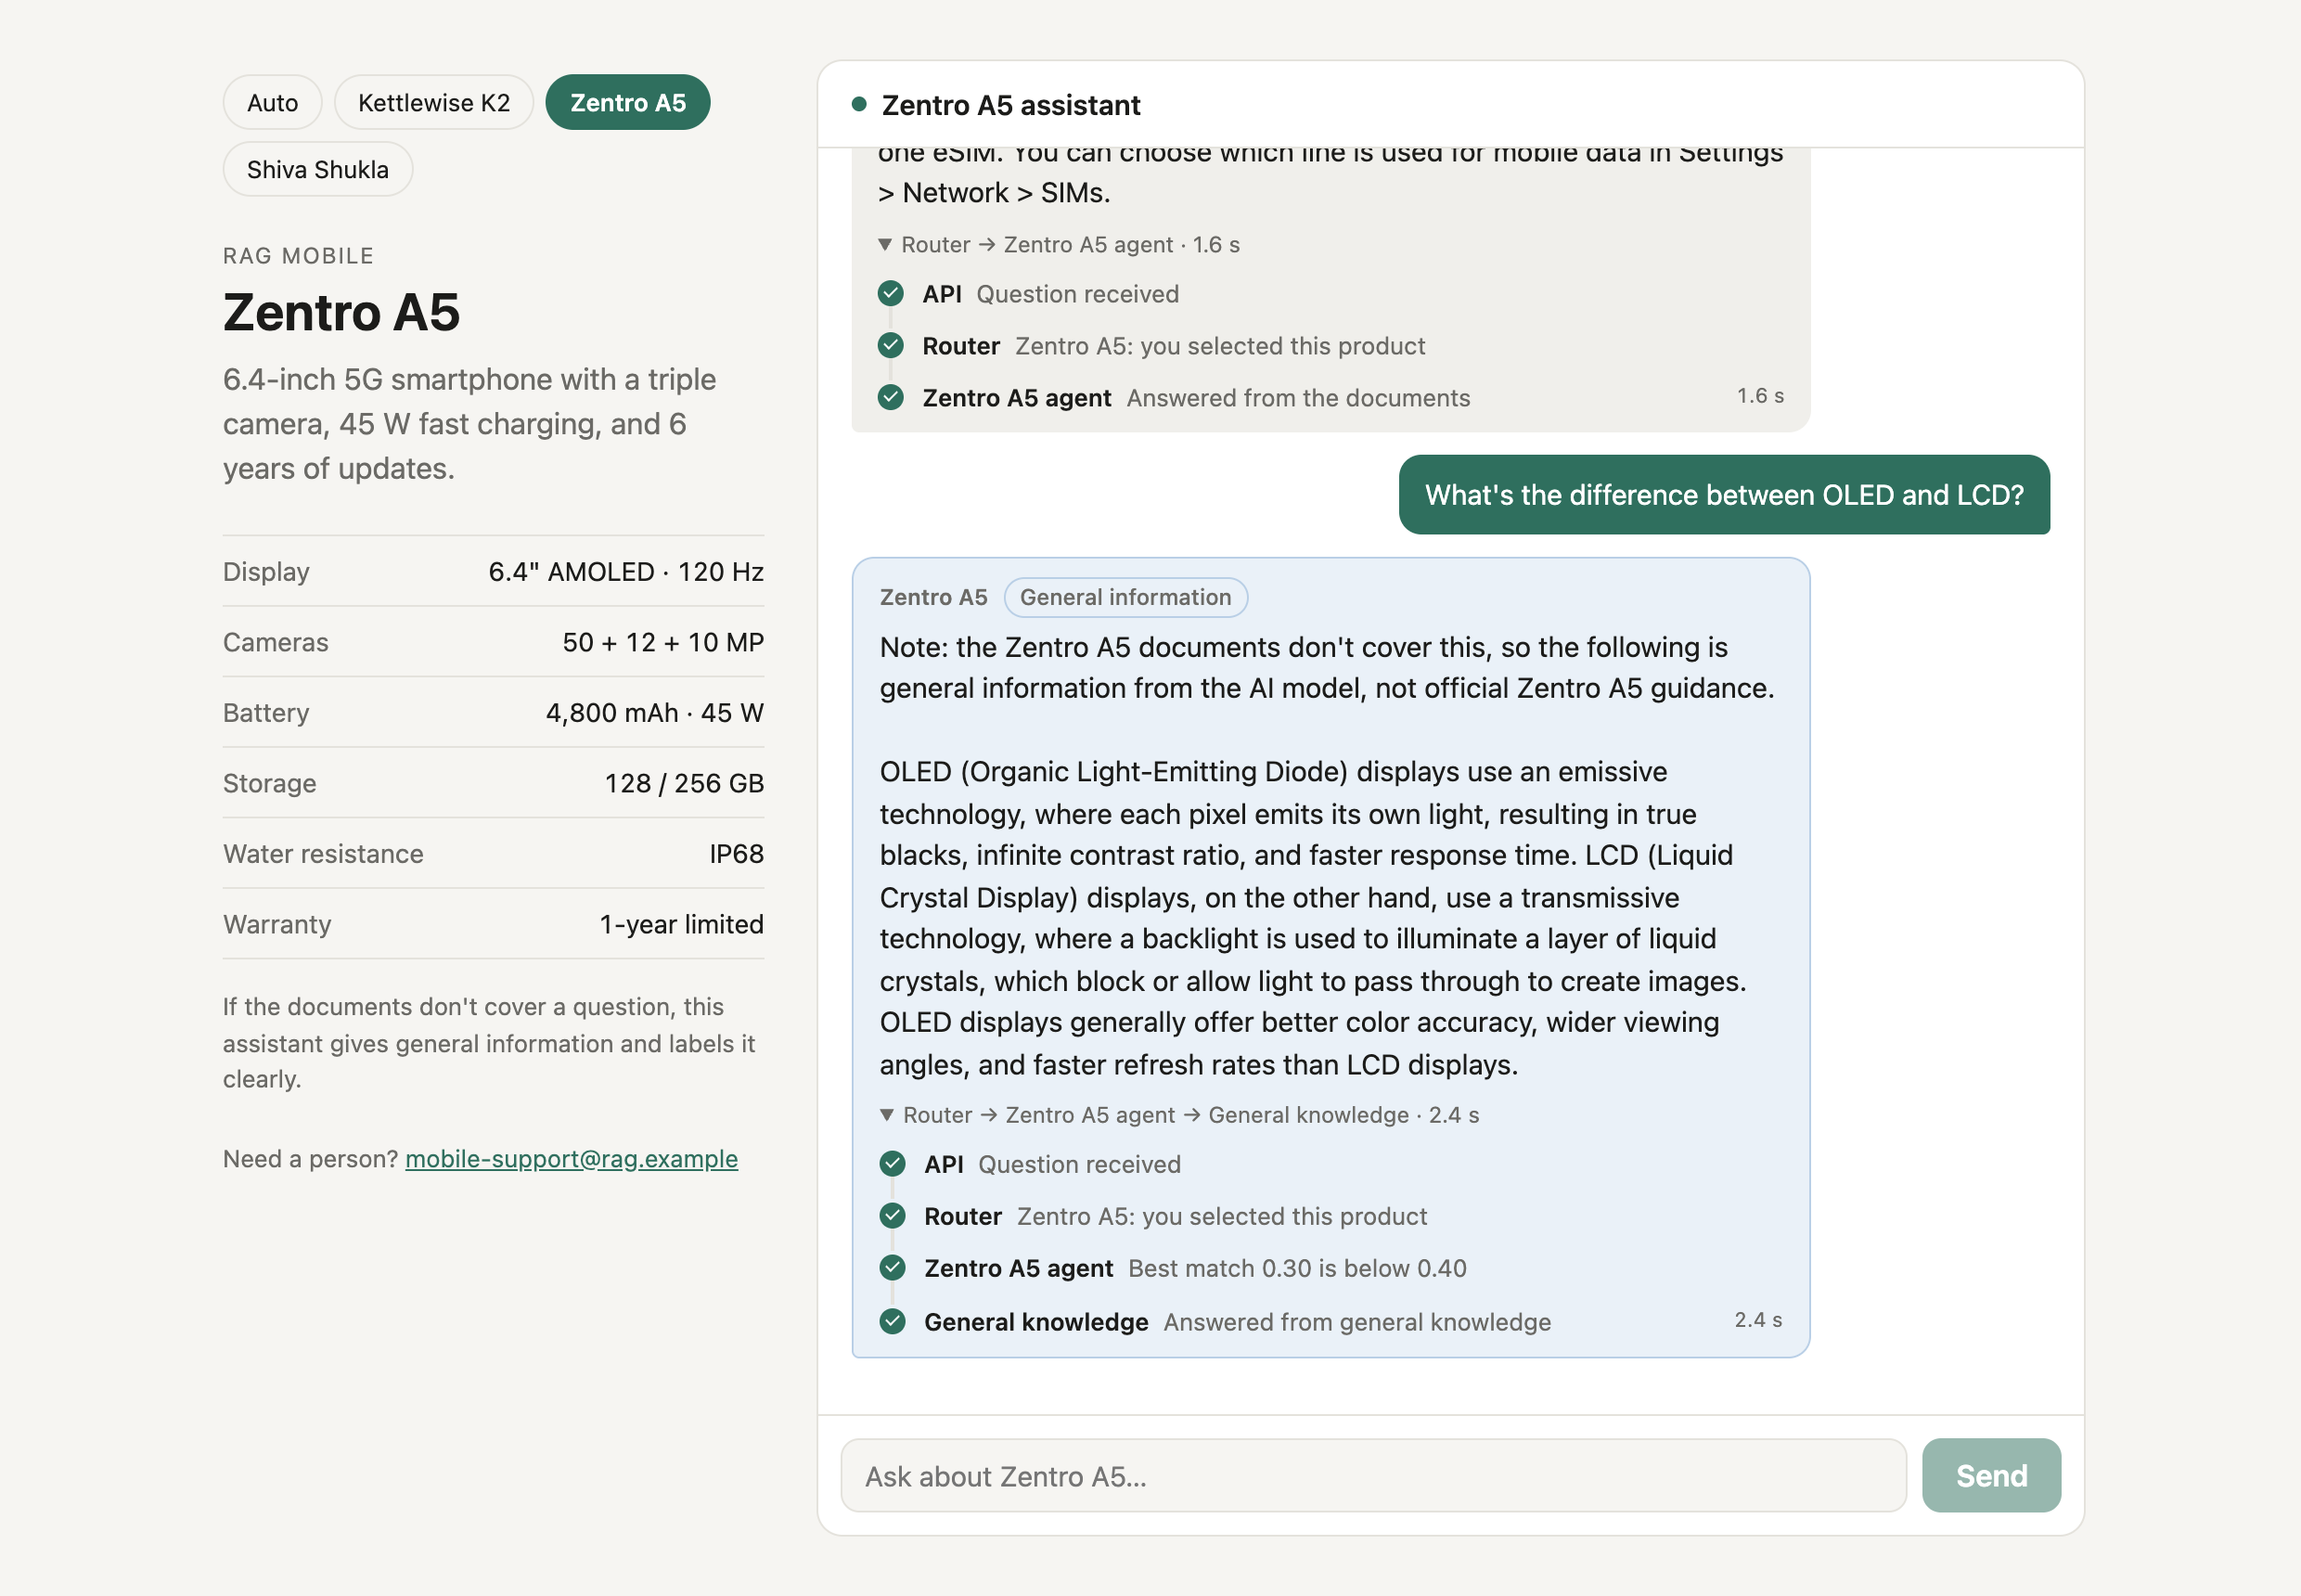 Auto
Kettlewise K2
Zentro A5
Shiva Shukla
RAG MOBILE
Zentro A5
6.4-inch 5G smartphone with a triple
camera, 45 W fast charging, and 6
years of updates.
Display 6.4" AMOLED · 120 Hz
Cameras 50 + 12 + 10 MP
Battery 4,800 mAh · 45 W
Storage 128 / 256 GB
Water resistance IP68
Warranty 1-year limited
If the documents don't cover a question, this
assistant gives general information and labels it
clearly.
Need a person? mobile-support@rag.example
Zentro A5 assistant
one eSIM. You can choose which line is used for mobile data in Settings
> Network > SIMs.
▼ Router → Zentro A5 agent · 1.6 s
API Question received
Router Zentro A5: you selected this product
Zentro A5 agent Answered from the documents 1.6 s
What's the difference between OLED and LCD?
Zentro A5 General information
Note: the Zentro A5 documents don't cover this, so the following is
general information from the AI model, not official Zentro A5 guidance.
OLED (Organic Light-Emitting Diode) displays use an emissive
technology, where each pixel emits its own light, resulting in true
blacks, infinite contrast ratio, and faster response time. LCD (Liquid
Crystal Display) displays, on the other hand, use a transmissive
technology, where a backlight is used to illuminate a layer of liquid
crystals, which block or allow light to pass through to create images.
OLED displays generally offer better color accuracy, wider viewing
angles, and faster refresh rates than LCD displays.
▼ Router → Zentro A5 agent → General knowledge · 2.4 s
API Question received
Router Zentro A5: you selected this product
Zentro A5 agent Best match 0.30 is below 0.40
General knowledge Answered from general knowledge 2.4 s
Ask about Zentro A5...
Send